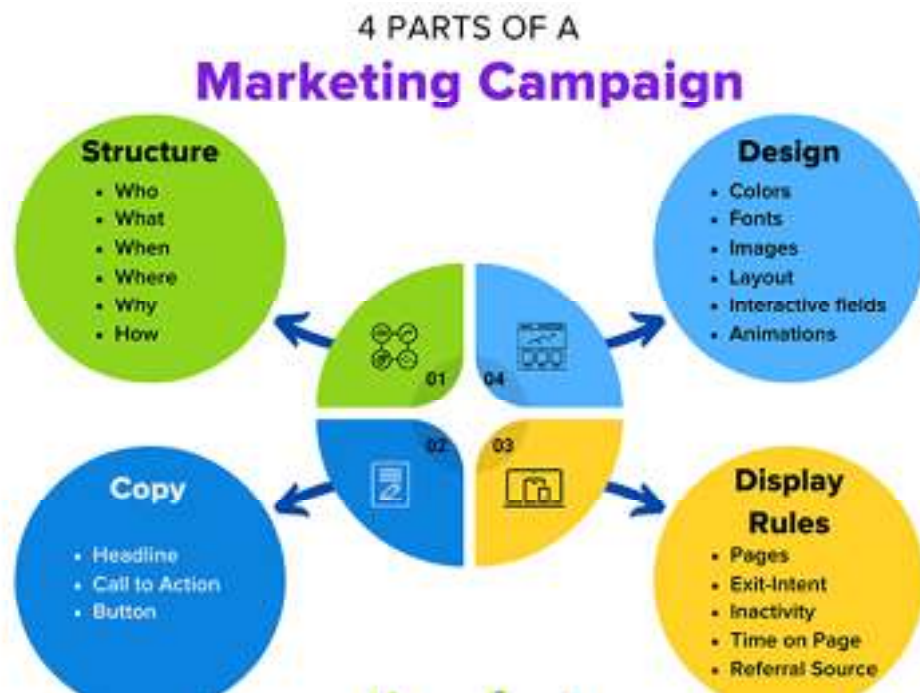 4 PARTS OF A
Marketing Campaign
Structure
• Who
• What
• When
• Where
• Why
• How
Design
• Colors
• Fonts
• Images
• Layout
• Interactive fields
• Animations
01
04
02
03
Copy
• Headline
• Call to Action
• Button
Display
Rules
• Pages
• Exit-Intent
• Inactivity
• Time on Page
• Referral Source